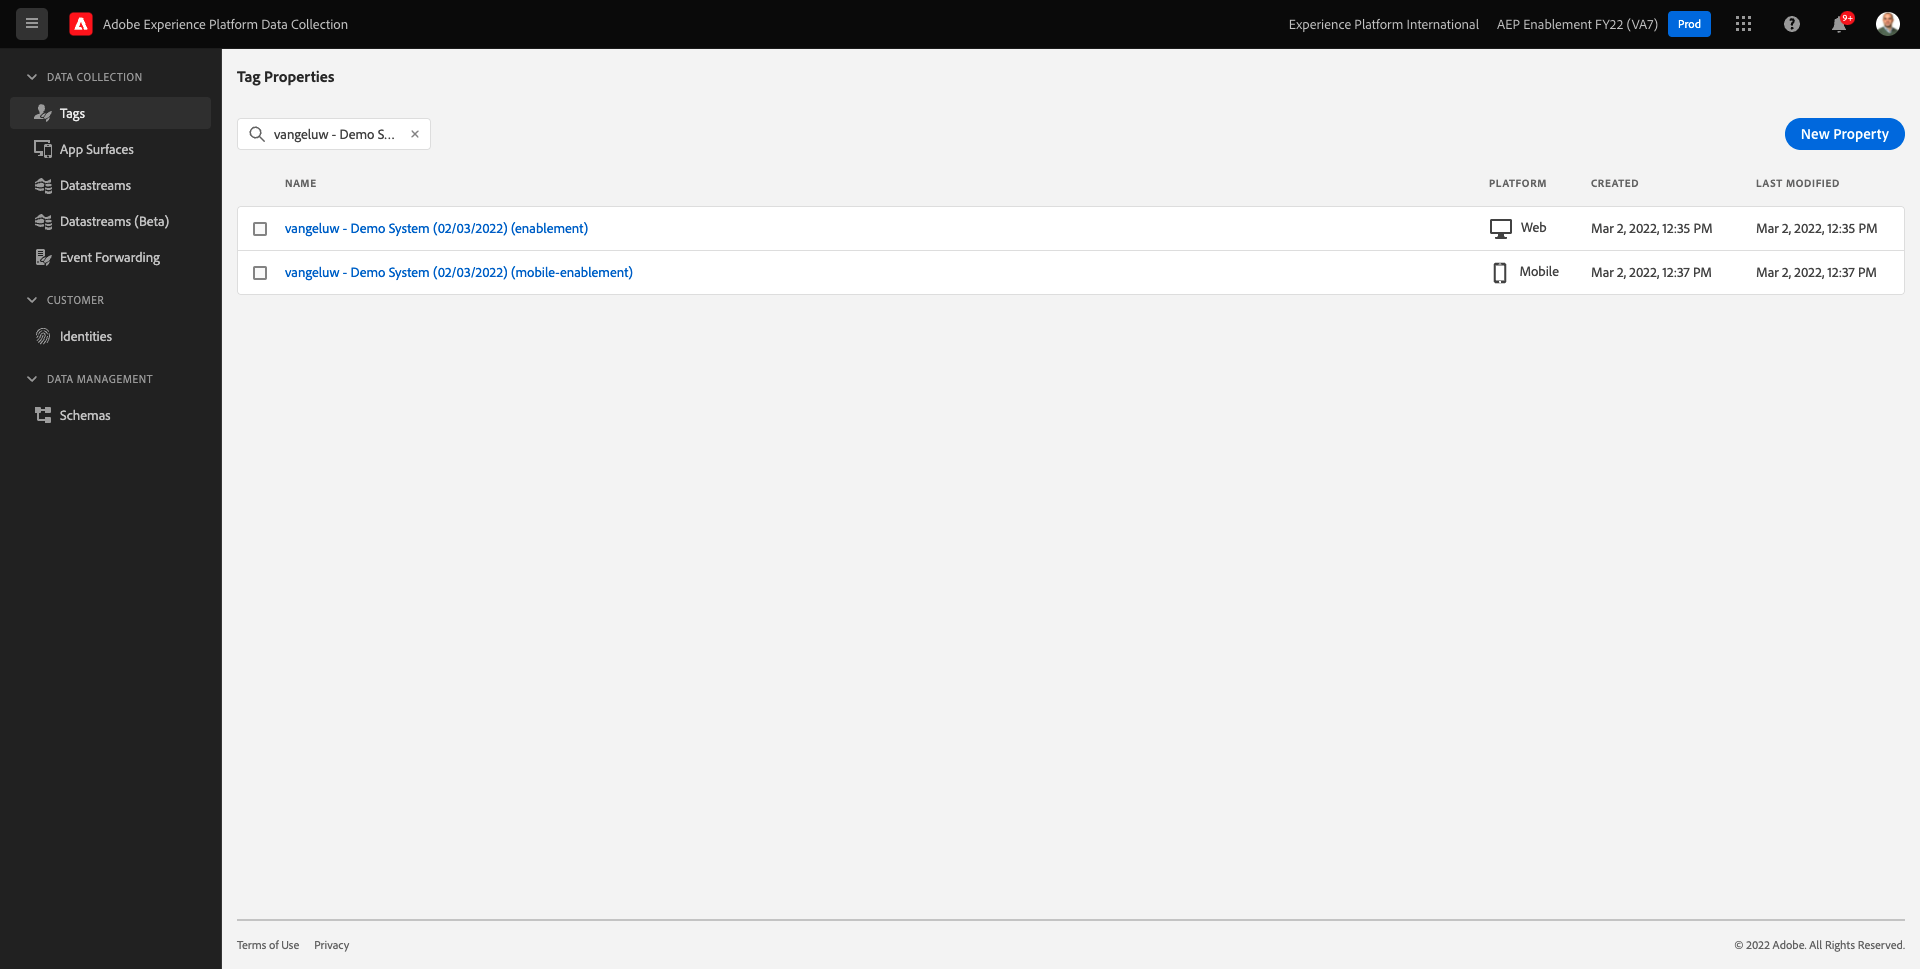 Adobe Experience Platform Data Collection
Experience Platform International
AEP Enablement FY22 (VA7)
Prod
9+
DATA COLLECTION
Tags
App Surfaces
Datastreams
Datastreams (Beta)
Event Forwarding
CUSTOMER
Identities
DATA MANAGEMENT
Schemas
Tag Properties
vangeluw - Demo S...
New Property
NAME PLATFORM CREATED LAST MODIFIED
vangeluw - Demo System (02/03/2022) (enablement) Web Mar 2, 2022, 12:35 PM Mar 2, 2022, 12:35 PM
vangeluw - Demo System (02/03/2022) (mobile-enablement) Mobile Mar 2, 2022, 12:37 PM Mar 2, 2022, 12:37 PM
Terms of Use Privacy
© 2022 Adobe. All Rights Reserved.